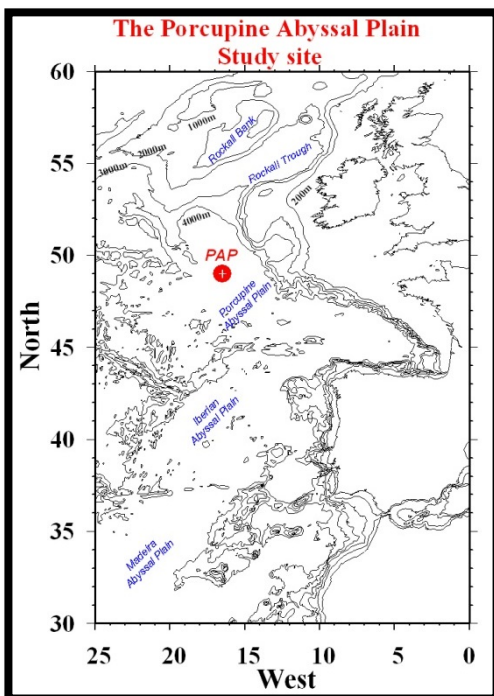 The Porcupine Abyssal Plain
Study site
60
1000m
2000m
3000m
Rockall Bank
55
Rockall Trough
200m
4000m
50
PAP
Porcupine
Abyssal Plain
North
45
Iberian
Abyssal Plain
40
35
Madeira
Abyssal Plain
30
25 20 15 10 5 0
West